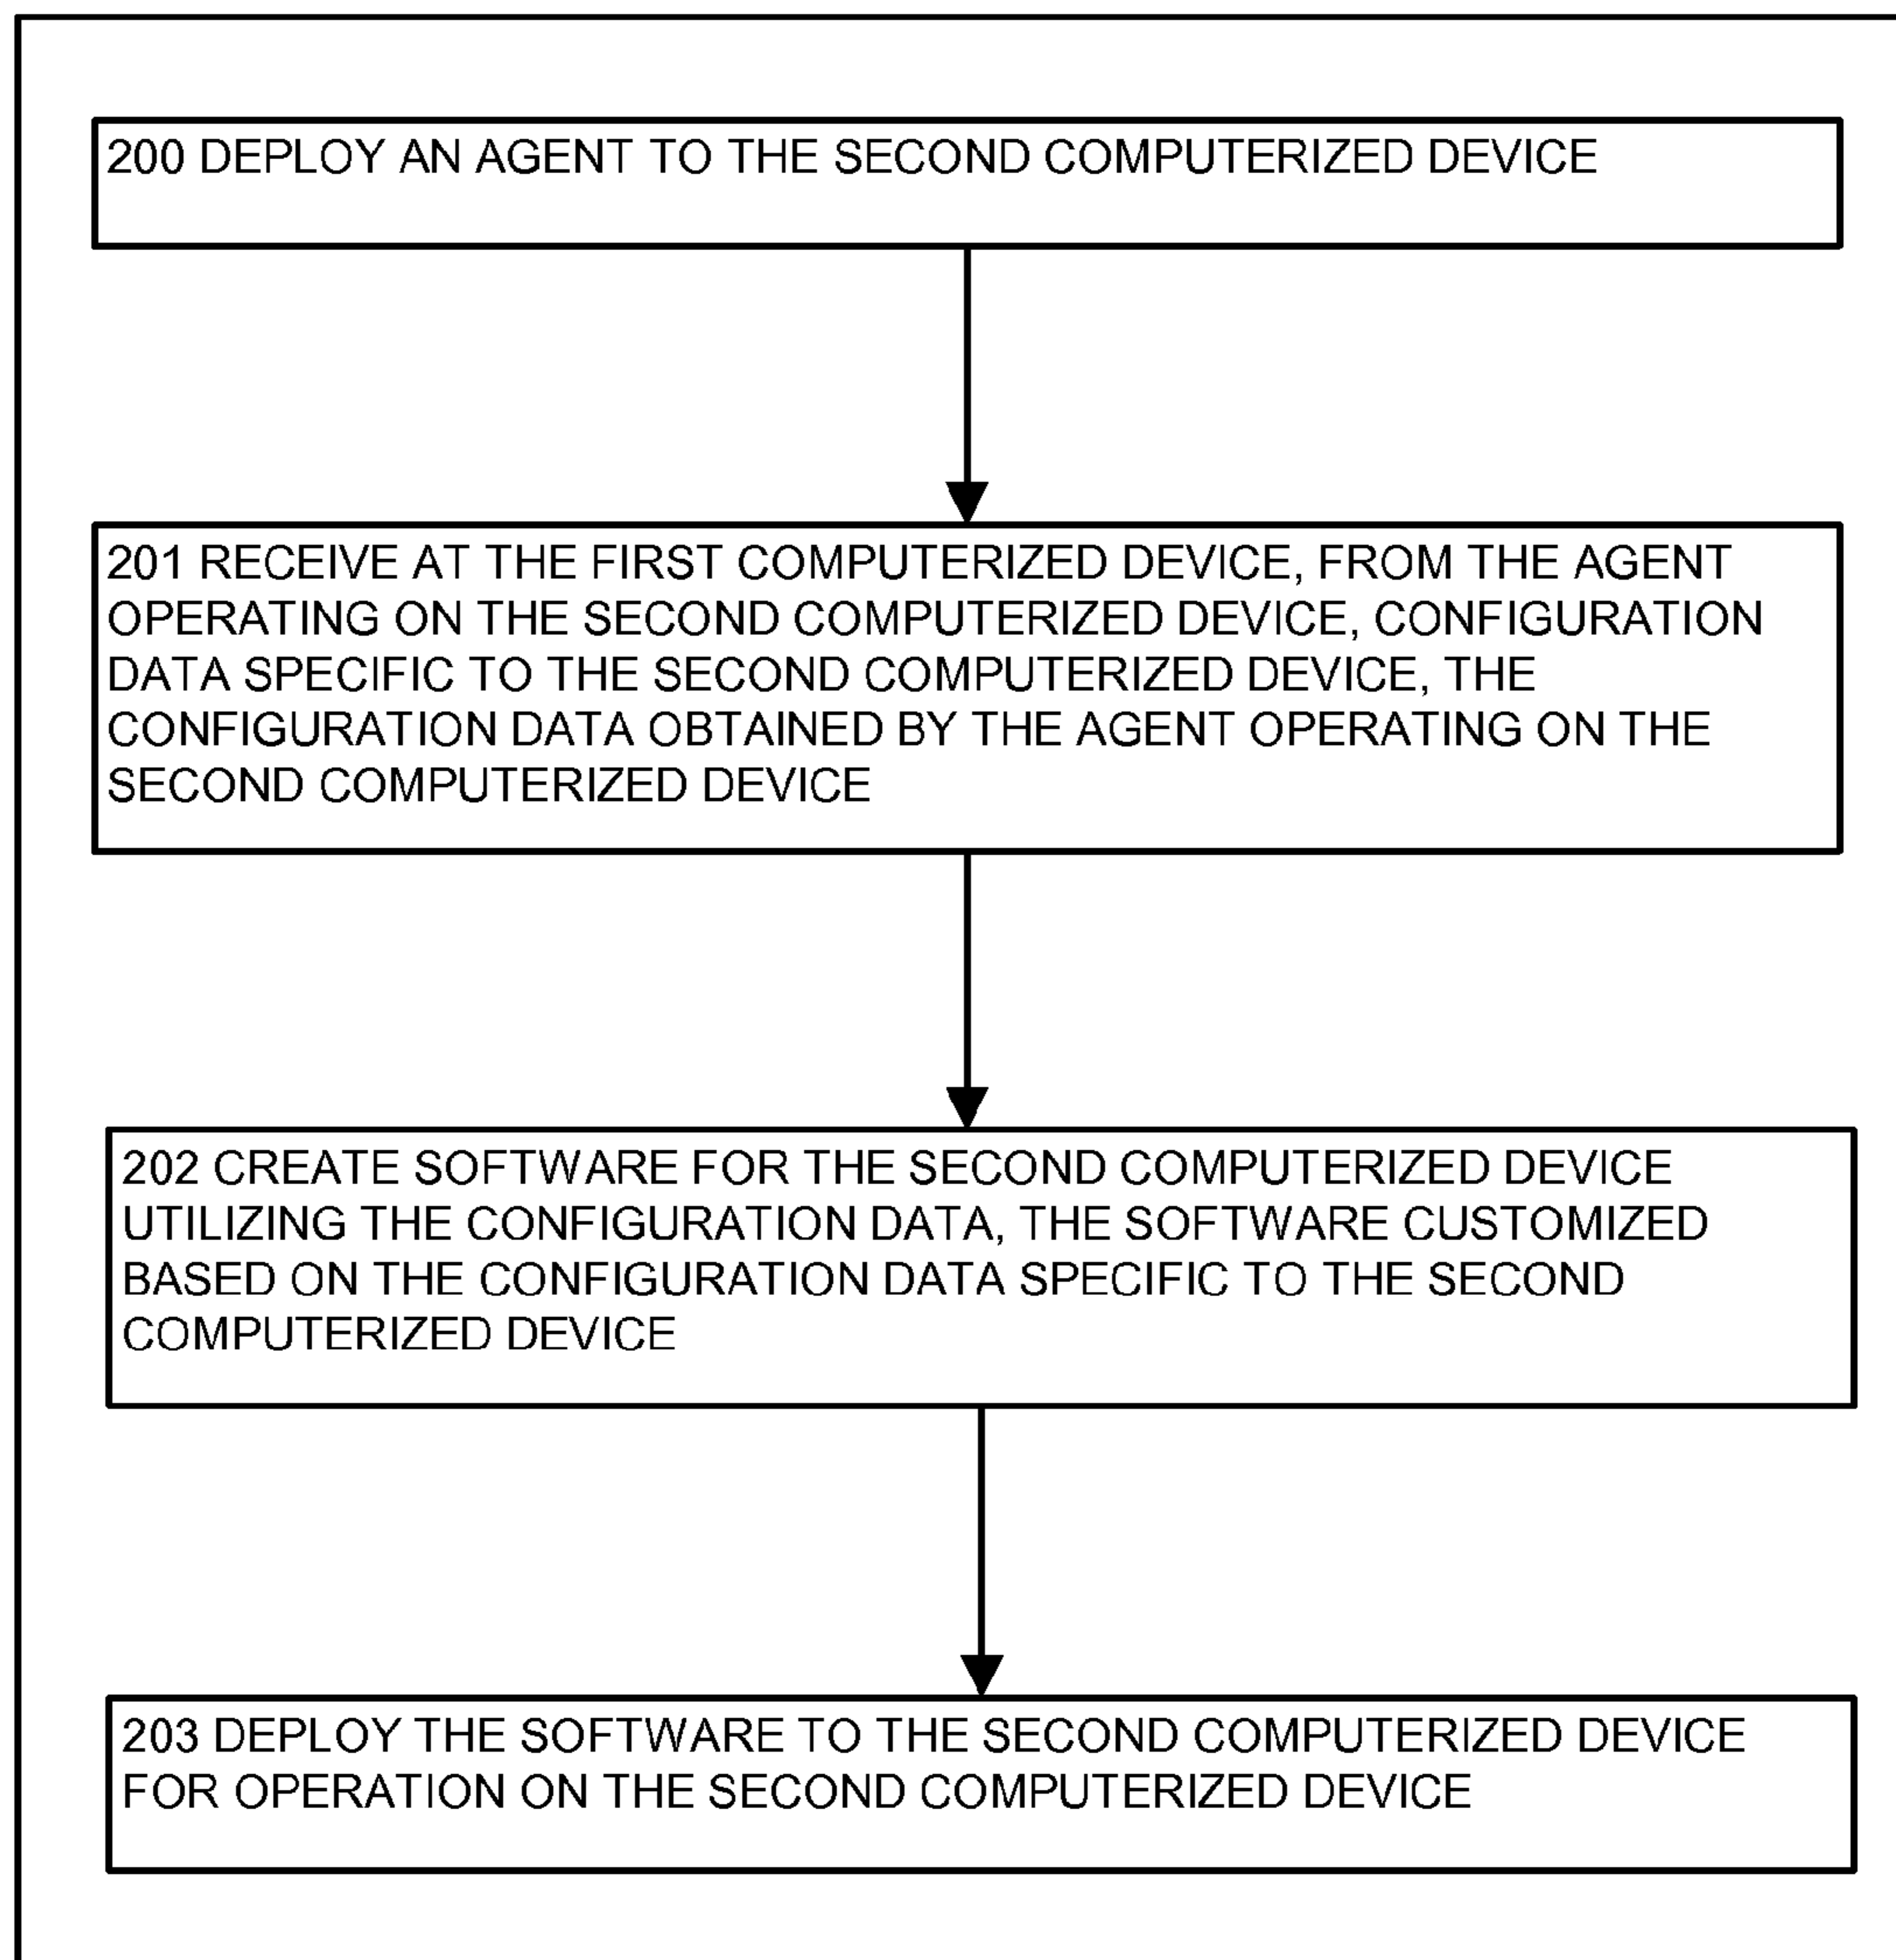 200 DEPLOY AN AGENT TO THE SECOND COMPUTERIZED DEVICE
201 RECEIVE AT THE FIRST COMPUTERIZED DEVICE, FROM THE AGENT
OPERATING ON THE SECOND COMPUTERIZED DEVICE, CONFIGURATION
DATA SPECIFIC TO THE SECOND COMPUTERIZED DEVICE, THE
CONFIGURATION DATA OBTAINED BY THE AGENT OPERATING ON THE
SECOND COMPUTERIZED DEVICE
202 CREATE SOFTWARE FOR THE SECOND COMPUTERIZED DEVICE
UTILIZING THE CONFIGURATION DATA, THE SOFTWARE CUSTOMIZED
BASED ON THE CONFIGURATION DATA SPECIFIC TO THE SECOND
COMPUTERIZED DEVICE
203 DEPLOY THE SOFTWARE TO THE SECOND COMPUTERIZED DEVICE
FOR OPERATION ON THE SECOND COMPUTERIZED DEVICE